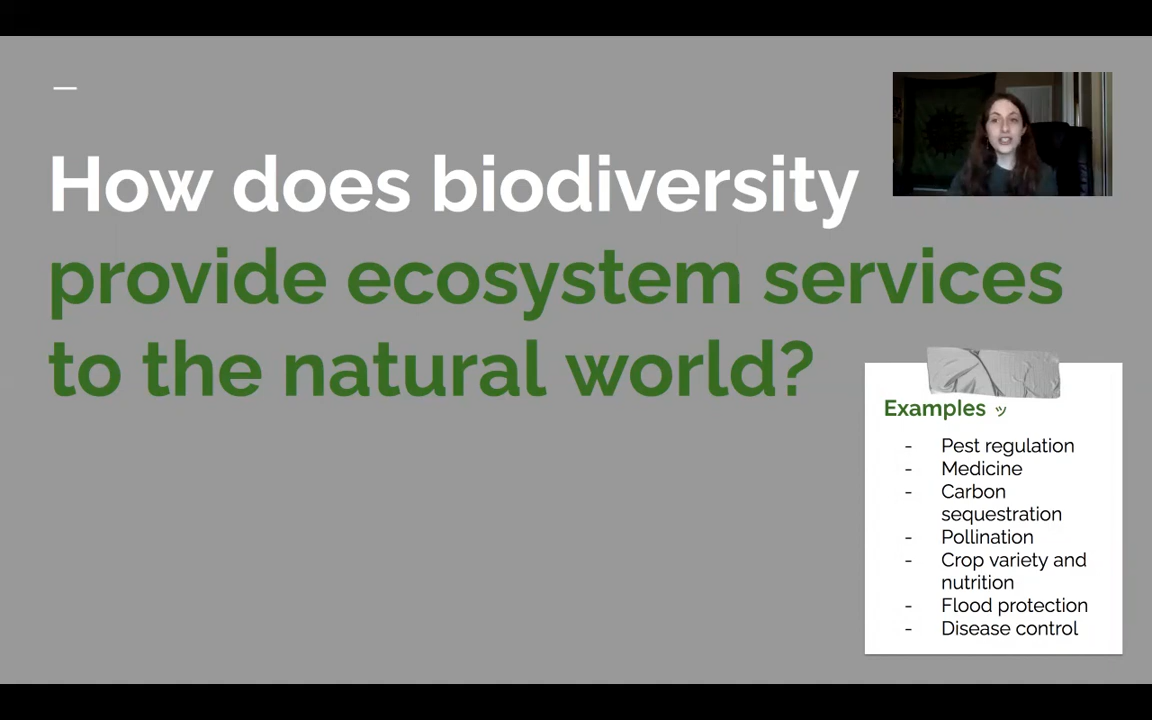 How does biodiversity
provide ecosystem services
to the natural world?
Examples ツ
- Pest regulation
- Medicine
- Carbon
sequestration
- Pollination
- Crop variety and
nutrition
- Flood protection
- Disease control